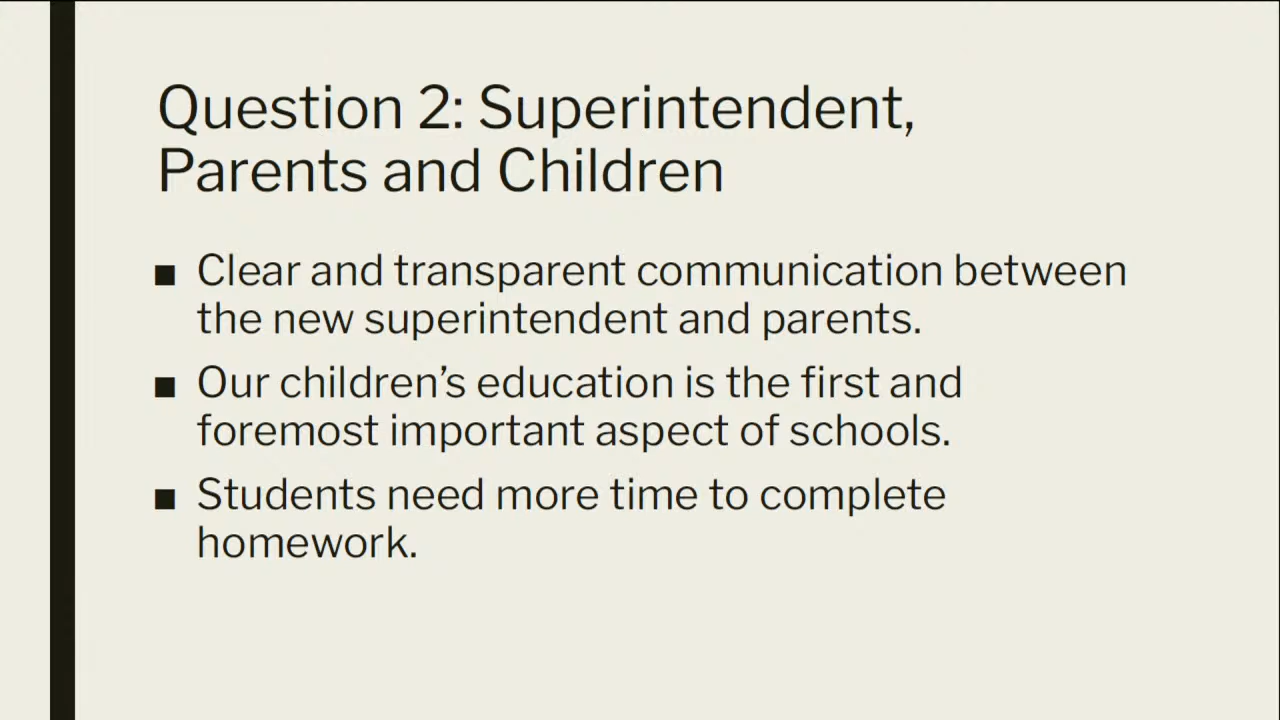 Question 2: Superintendent,
Parents and Children
■ Clear and transparent communication between
the new superintendent and parents.
■ Our children’s education is the first and
foremost important aspect of schools.
■ Students need more time to complete
homework.